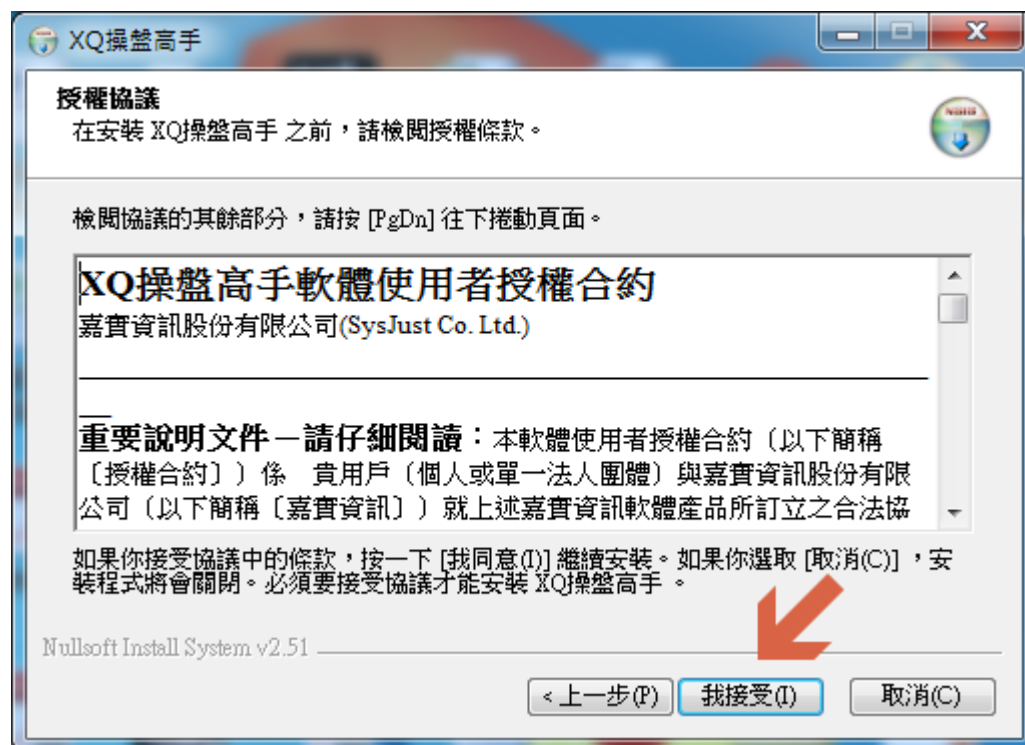 XQ操盤高手
授權協議
在安裝 XQ操盤高手 之前，請檢閱授權條款。
檢閱協議的其餘部分，請按 [PgDn] 往下捲動頁面。
XQ操盤高手軟體使用者授權合約
嘉實資訊股份有限公司(SysJust Co. Ltd.)
重要說明文件－請仔細閱讀：本軟體使用者授權合約〔以下簡稱
〔授權合約〕）係　貴用戶（個人或單一法人團體）與嘉實資訊股份有限
公司〔以下簡稱〔嘉實資訊〕）就上述嘉實資訊軟體產品所訂立之合法協
如果你接受協議中的條款，按一下 [我同意(I)] 繼續安裝。如果你選取 [取消(C)] ，安
裝程式將會關閉。必須要接受協議才能安裝 XQ操盤高手 。
Nullsoft Install System v2.51
<上一步(P)
我接受(I)
取消(C)